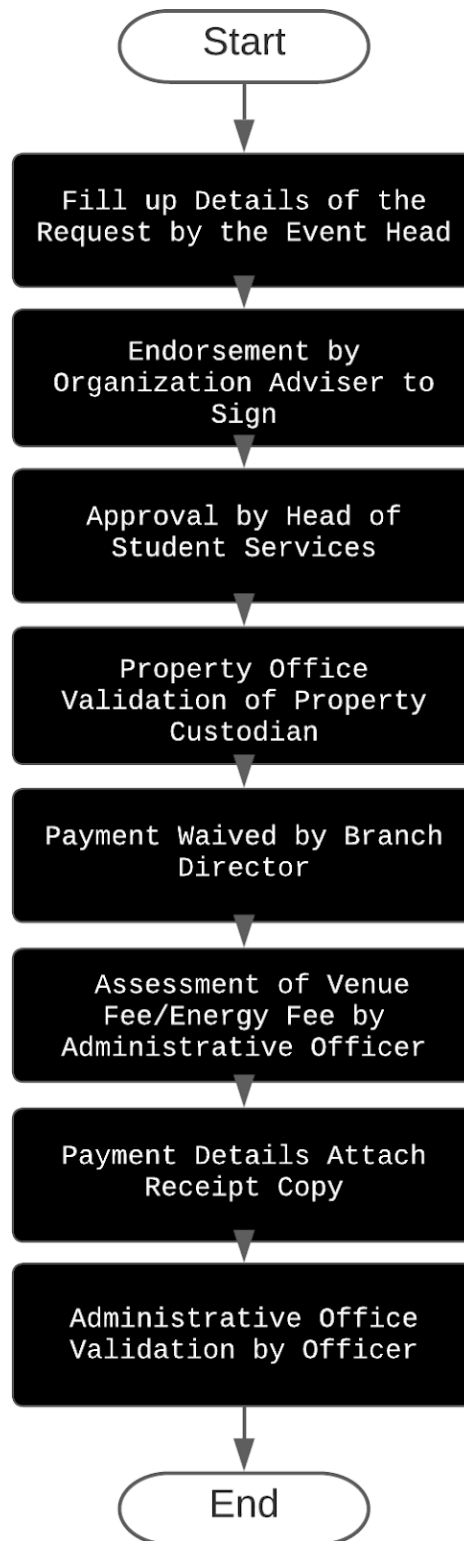 Start
Fill up Details of the
Request by the Event Head
Endorsement by
Organization Adviser to
Sign
Approval by Head of
Student Services
Property Office
Validation of Property
Custodian
Payment Waived by Branch
Director
Assessment of Venue
Fee/Energy Fee by
Administrative Officer
Payment Details Attach
Receipt Copy
Administrative Office
Validation by Officer
End